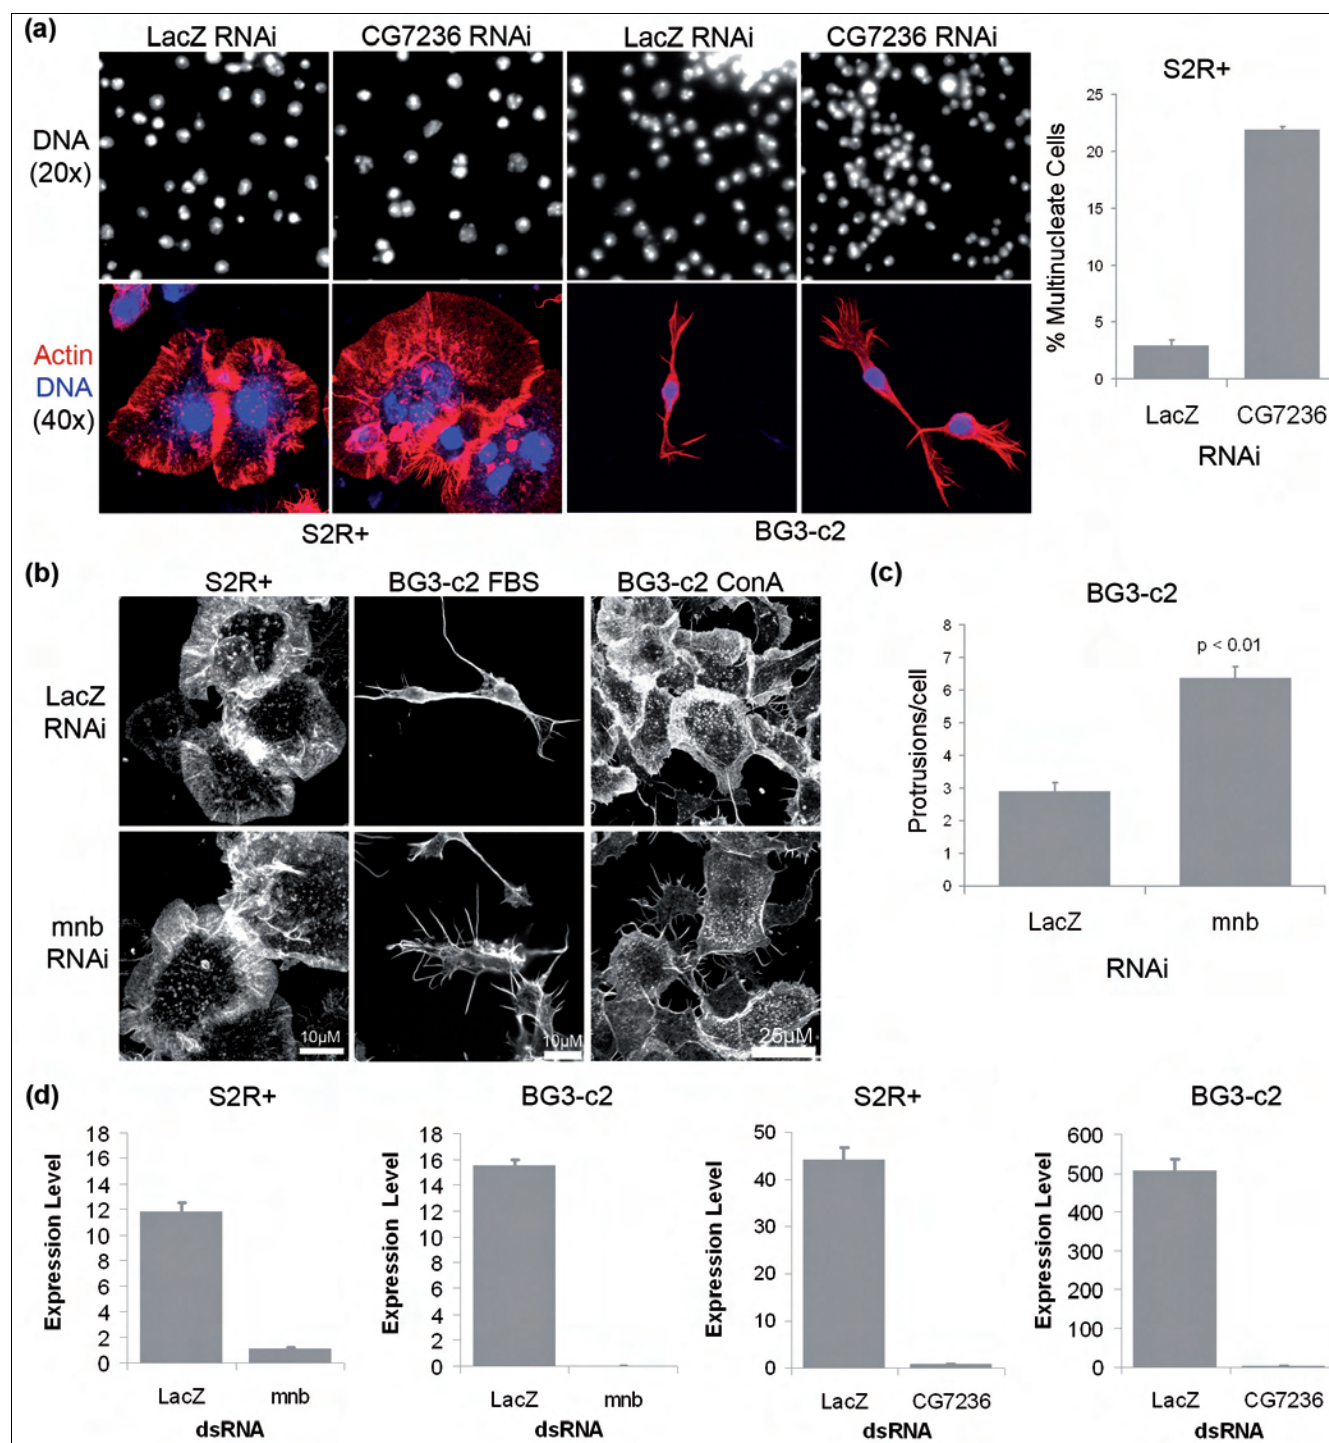 (a)
LacZ RNAi
CG7236 RNAi
LacZ RNAi
CG7236 RNAi
DNA
(20x)
Actin
DNA
(40x)
S2R+
BG3-c2
S2R+
25
20
15
10
5
0
% Multinucleate Cells
LacZ
CG7236
RNAi
(b)
S2R+
BG3-c2 FBS
BG3-c2 ConA
LacZ
RNAi
mnb
RNAi
10µM
10µM
25µM
(c)
BG3-c2
8
7
6
5
4
3
2
1
0
Protrusions/cell
p < 0.01
LacZ
mnb
RNAi
(d)
S2R+
18
16
14
12
10
8
6
4
2
0
Expression Level
LacZ
mnb
dsRNA
BG3-c2
18
16
14
12
10
8
6
4
2
0
Expression Level
LacZ
mnb
dsRNA
S2R+
50
40
30
20
10
0
Expression Level
LacZ
CG7236
dsRNA
BG3-c2
600
500
400
300
200
100
0
Expression Level
LacZ
CG7236
dsRNA